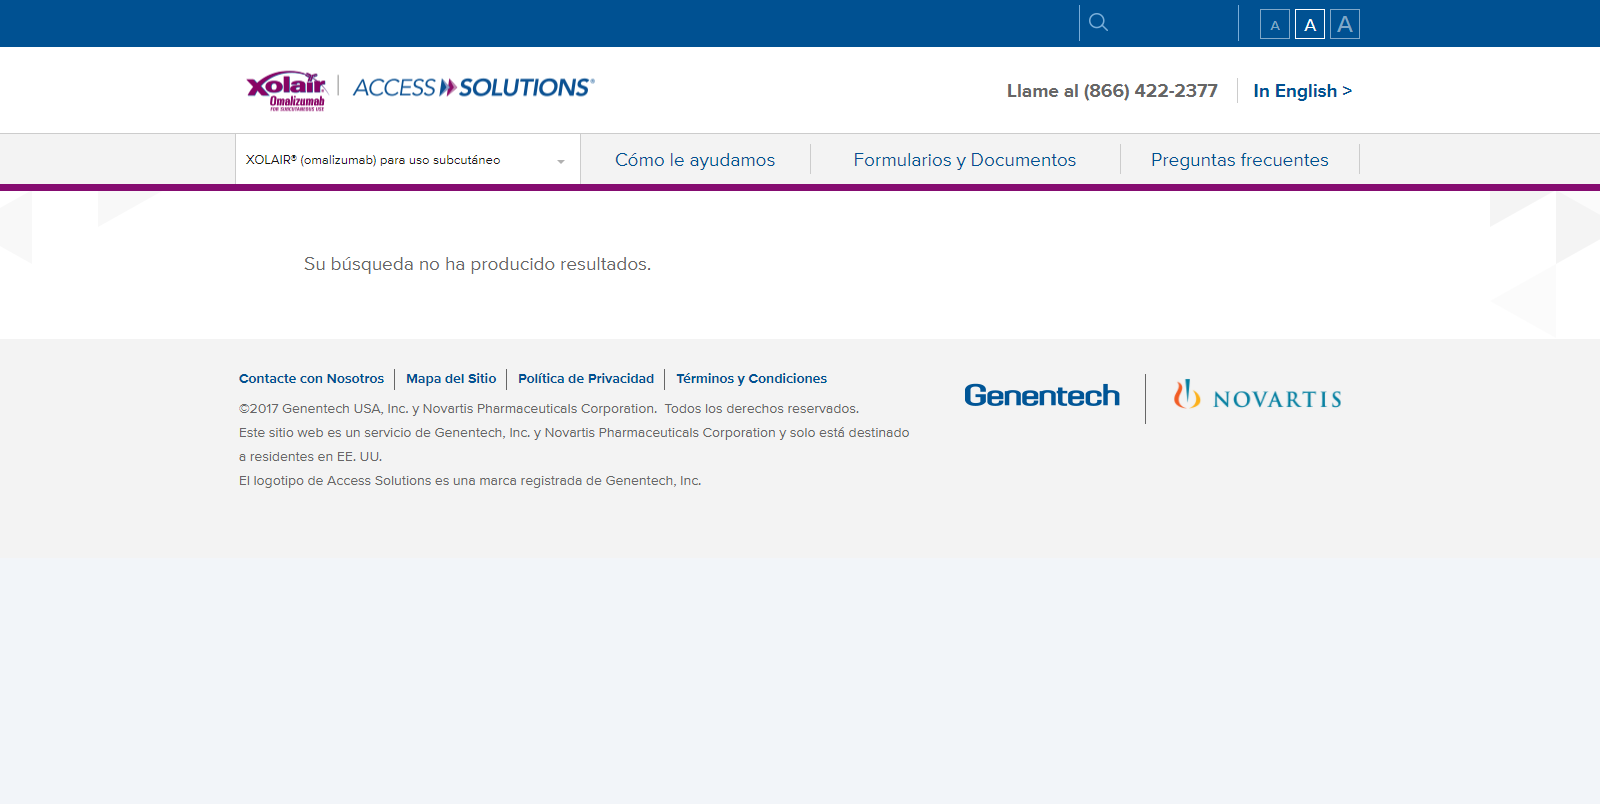 A A A
Xolair Omalizumab FOR SUBCUTANEOUS USE
ACCESS SOLUTIONS®
Llame al (866) 422-2377
In English >
XOLAIR® (omalizumab) para uso subcutáneo
Cómo le ayudamos
Formularios y Documentos
Preguntas frecuentes
Su búsqueda no ha producido resultados.
Contacte con Nosotros
Mapa del Sitio
Política de Privacidad
Términos y Condiciones
©2017 Genentech USA, Inc. y Novartis Pharmaceuticals Corporation. Todos los derechos reservados.
Este sitio web es un servicio de Genentech, Inc. y Novartis Pharmaceuticals Corporation y solo está destinado
a residentes en EE. UU.
El logotipo de Access Solutions es una marca registrada de Genentech, Inc.
Genentech
NOVARTIS